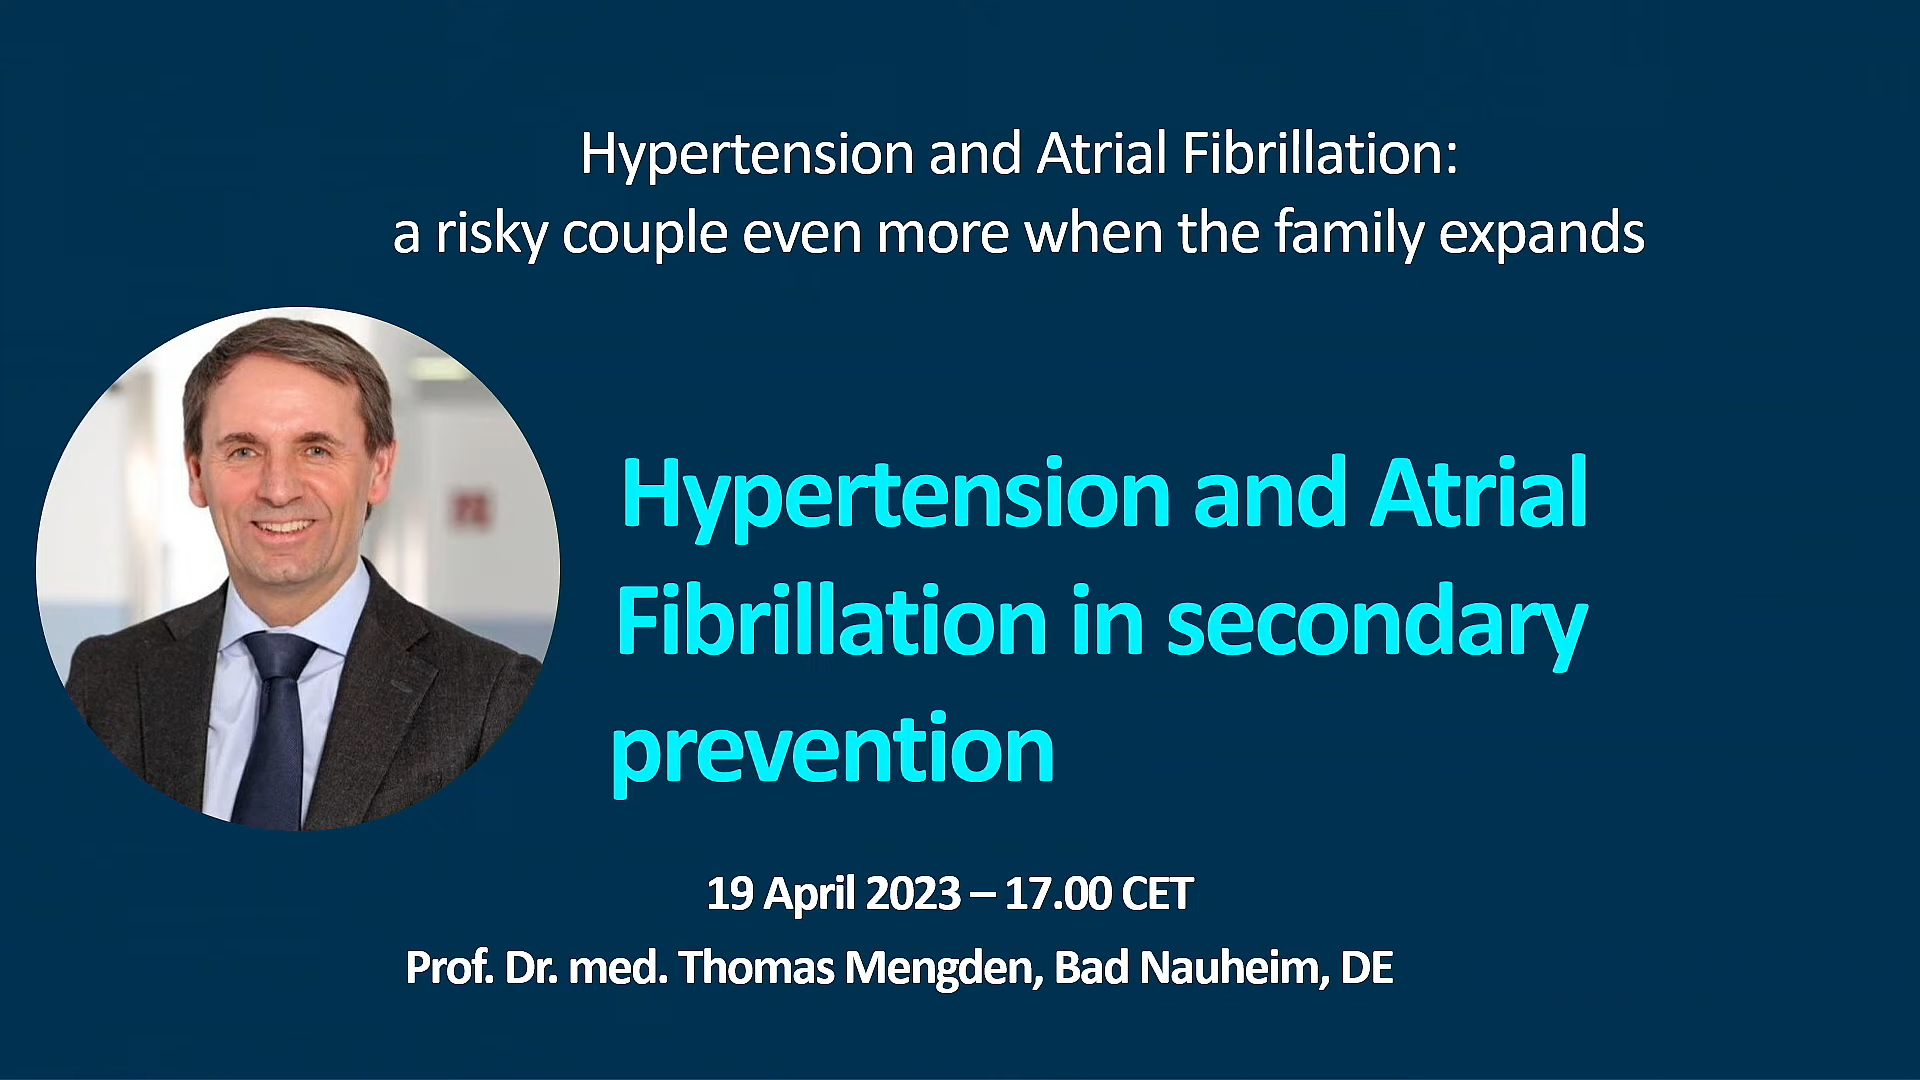 Hypertension and Atrial Fibrillation:
a risky couple even more when the family expands
Hypertension and Atrial
Fibrillation in secondary
prevention
19 April 2023 – 17.00 CET
Prof. Dr. med. Thomas Mengden, Bad Nauheim, DE